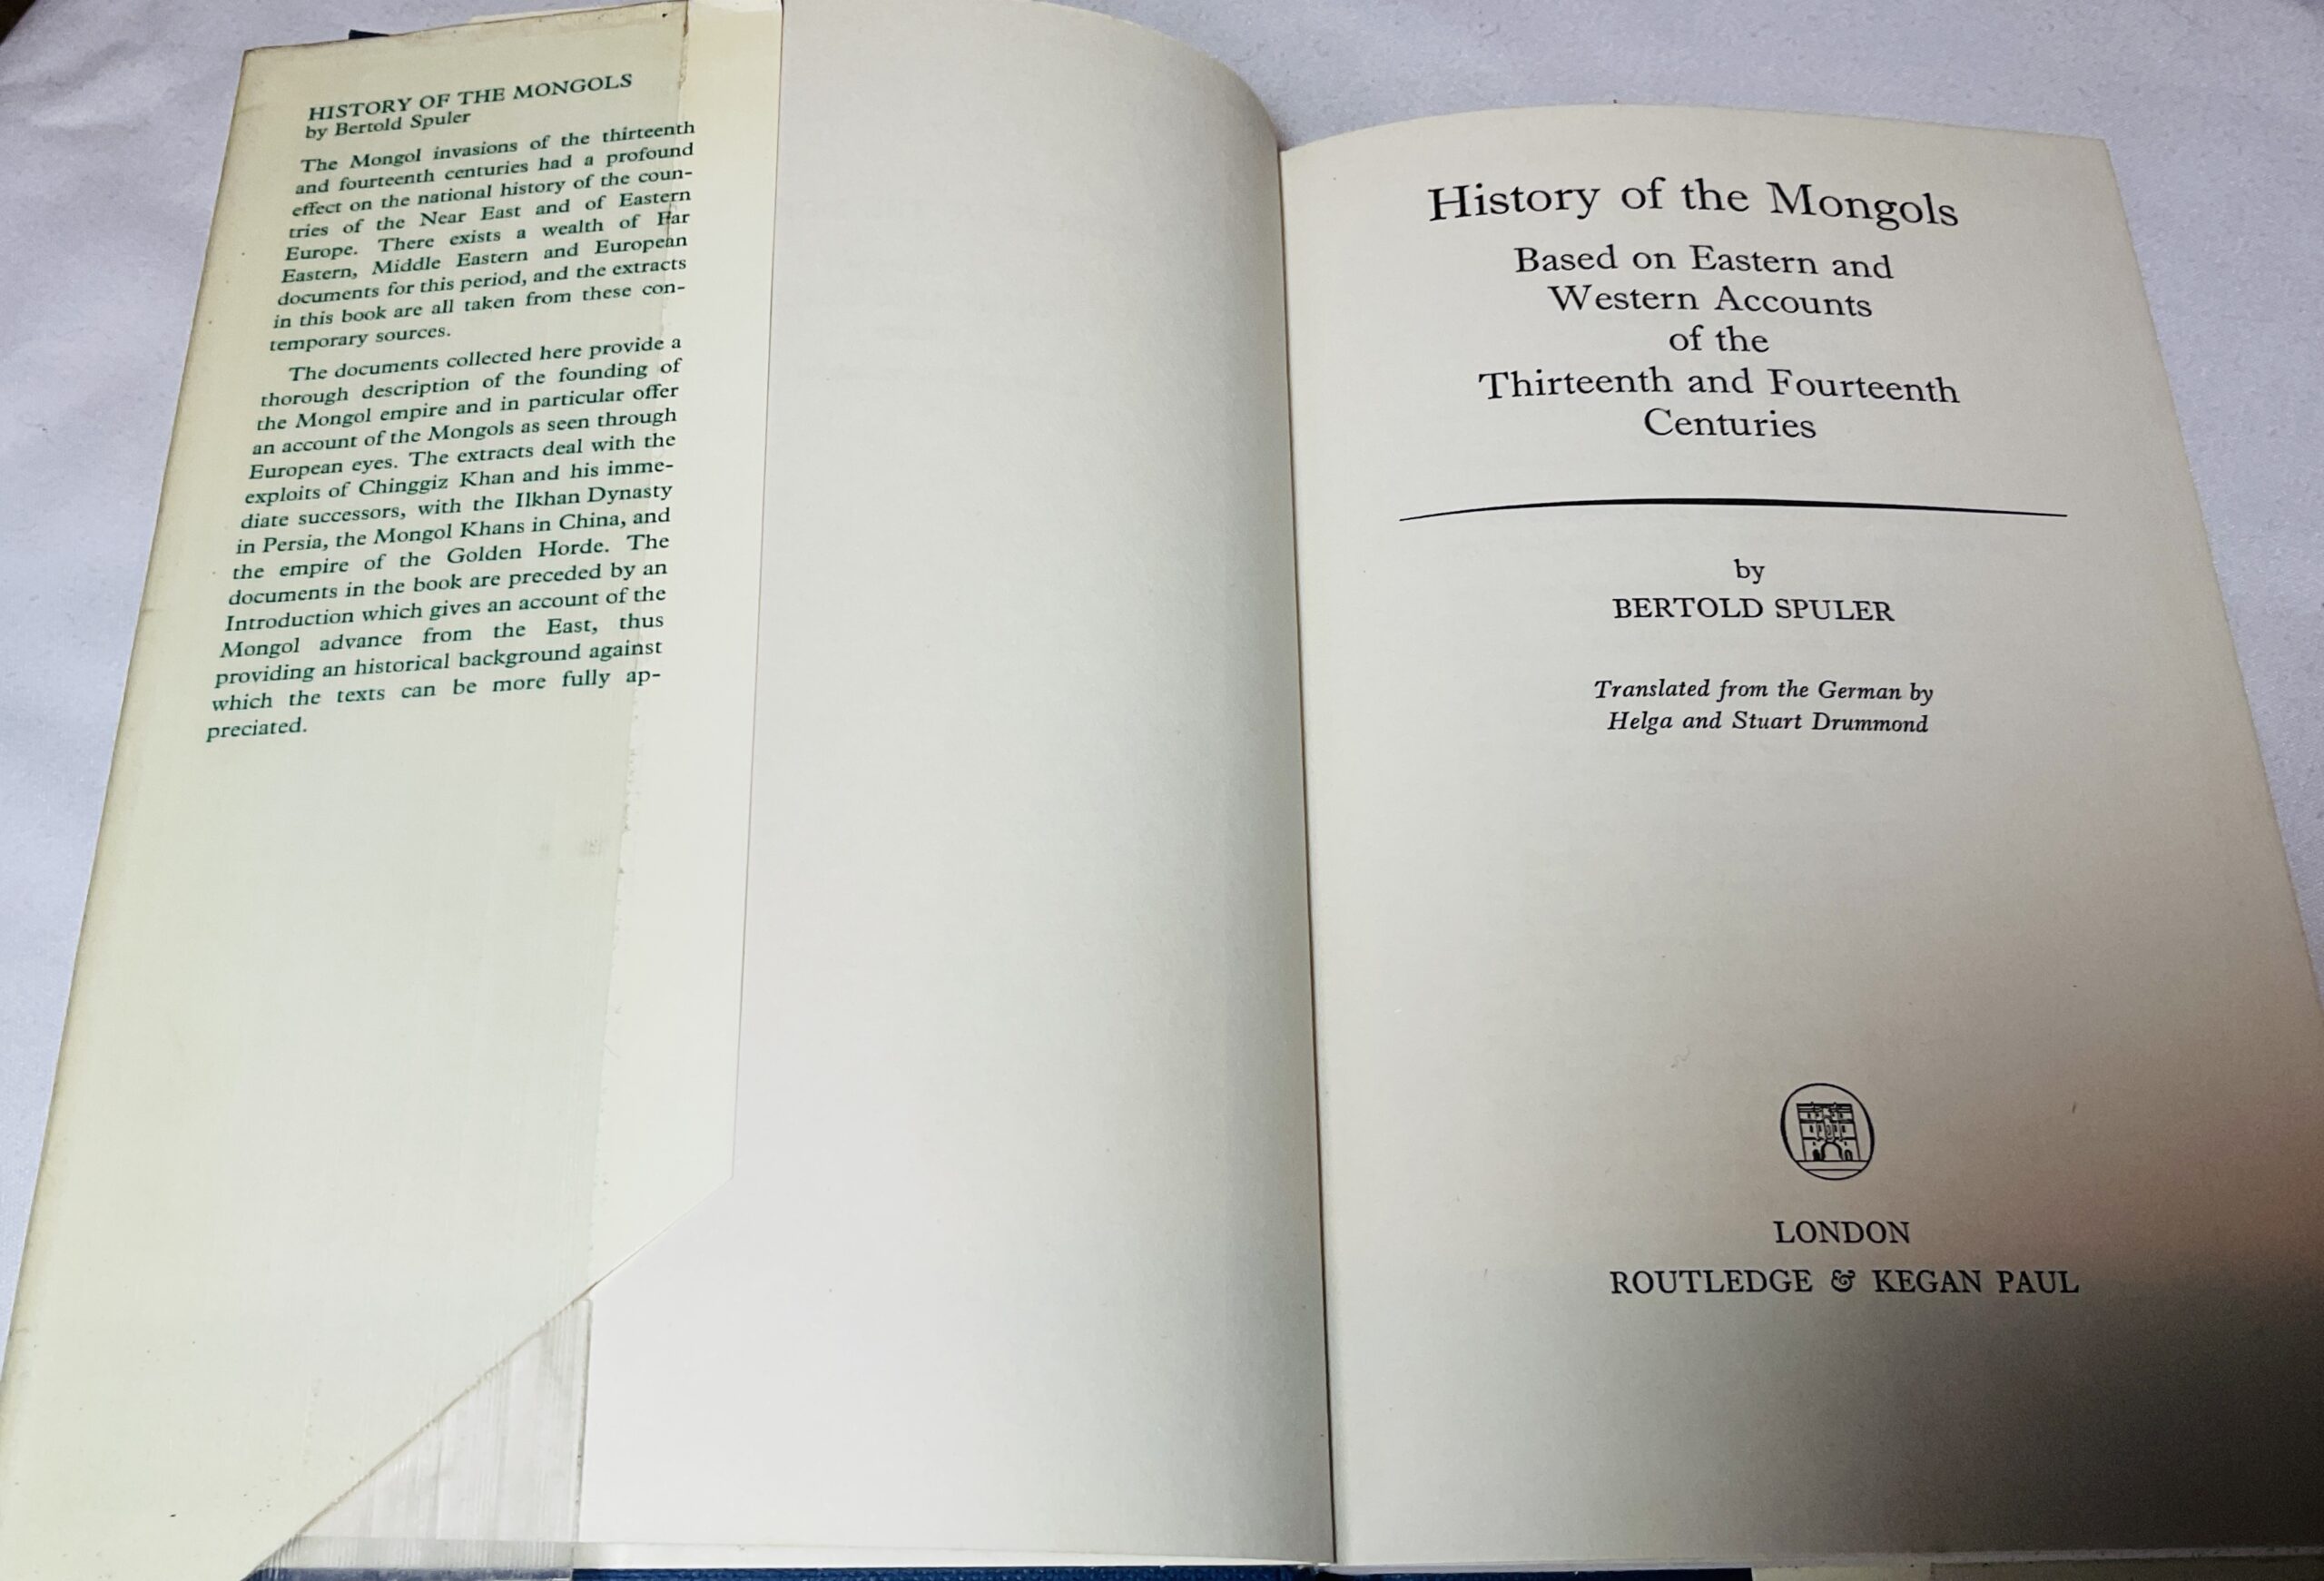 HISTORY OF THE MONGOLS
by Bertold Spuler
The Mongol invasions of the thirteenth
and fourteenth centuries had a profound
effect on the national history of the coun-
tries of the Near East and of Eastern
Europe. There exists a wealth of Far
Eastern, Middle Eastern and European
documents for this period, and the extracts
in this book are all taken from these con-
temporary sources.
The documents collected here provide a
thorough description of the founding of
the Mongol empire and in particular offer
an account of the Mongols as seen through
European eyes. The extracts deal with the
exploits of Chinggiz Khan and his imme-
diate successors, with the Ilkhan Dynasty
in Persia, the Mongol Khans in China, and
the empire of the Golden Horde. The
documents in the book are preceded by an
Introduction which gives an account of the
Mongol advance from the East, thus
providing an historical background against
which the texts can be more fully ap-
preciated.
History of the Mongols
Based on Eastern and
Western Accounts
of the
Thirteenth and Fourteenth
Centuries
by
BERTOLD SPULER
Translated from the German by
Helga and Stuart Drummond
LONDON
ROUTLEDGE & KEGAN PAUL